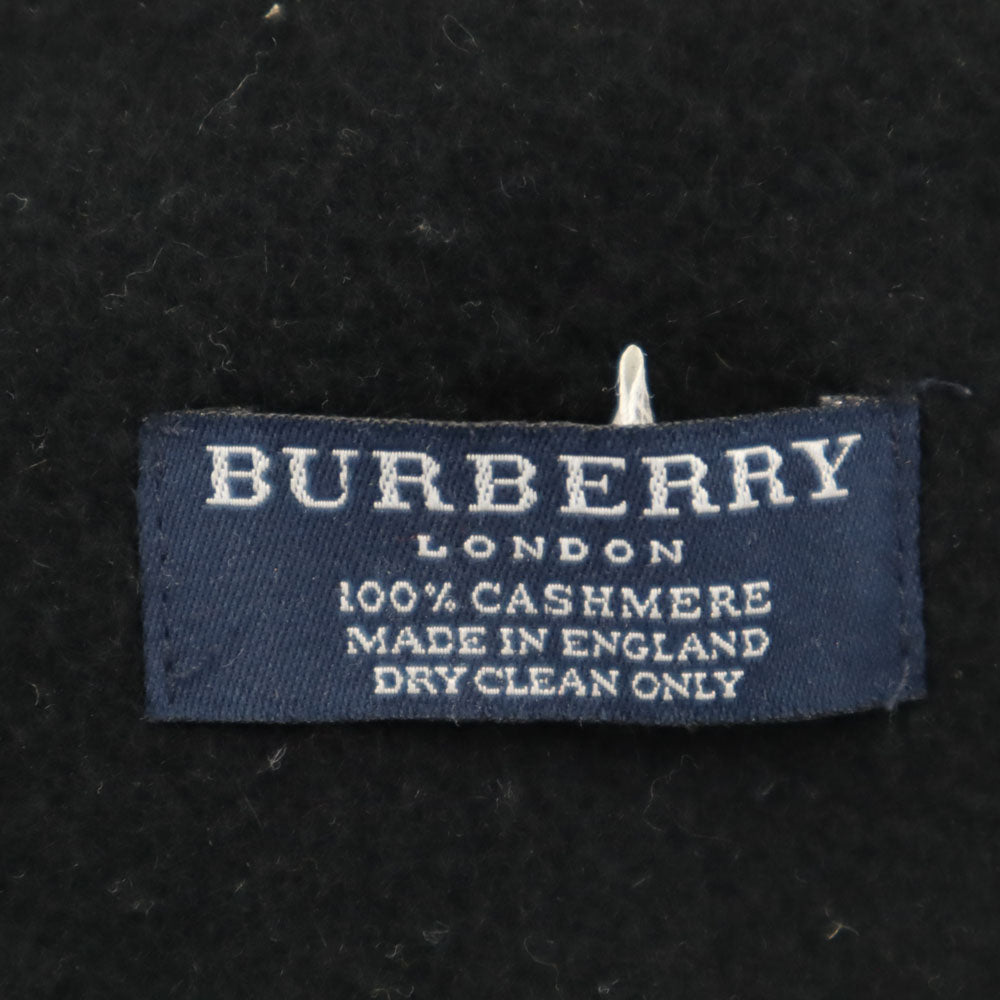 BURBERRY
LONDON
100% CASHMERE
MADE IN ENGLAND
DRY CLEAN ONLY